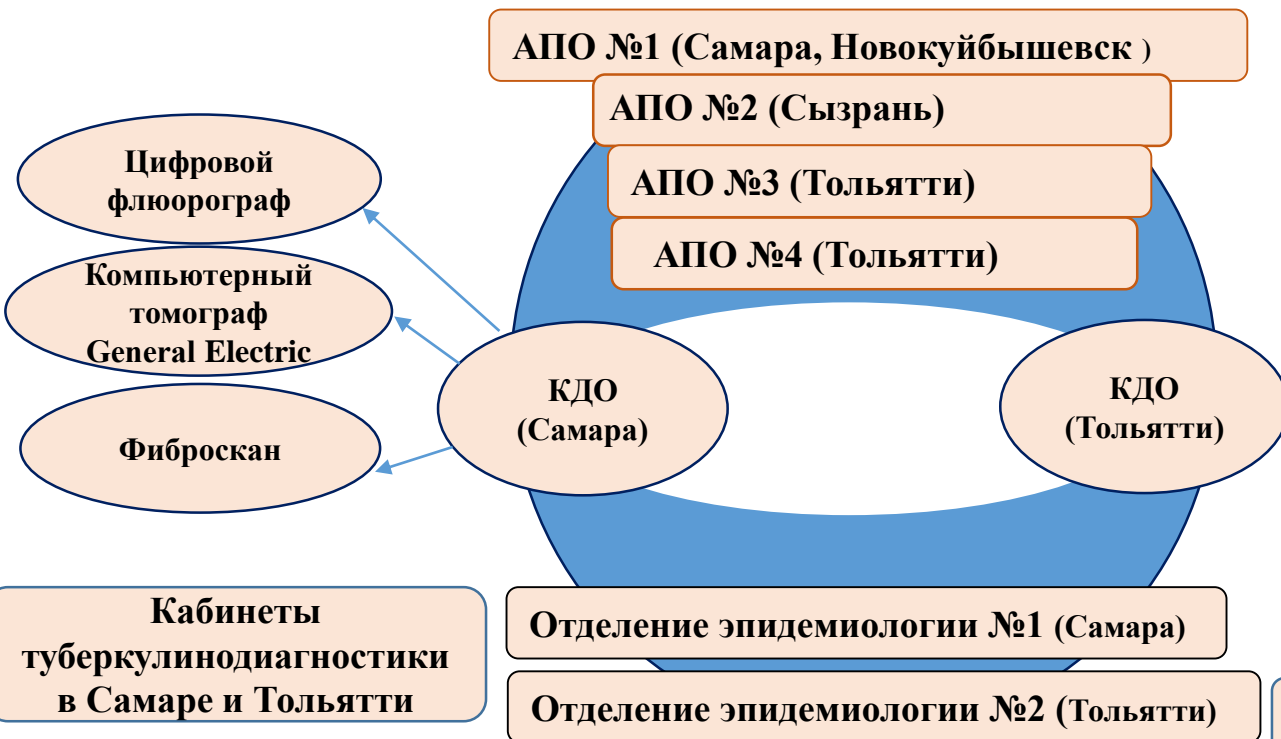 АПО №1 (Самара, Новокуйбышевск )
АПО №2 (Сызрань)
АПО №3 (Тольятти)
АПО №4 (Тольятти)
Цифровой
флюорограф
Компьютерный
томограф
General Electric
Фиброскан
КДО
(Самара)
КДО
(Тольятти)
Кабинеты
туберкулинодиагностики
в Самаре и Тольятти
Отделение эпидемиологии №1 (Самара)
Отделение эпидемиологии №2 (Тольятти)